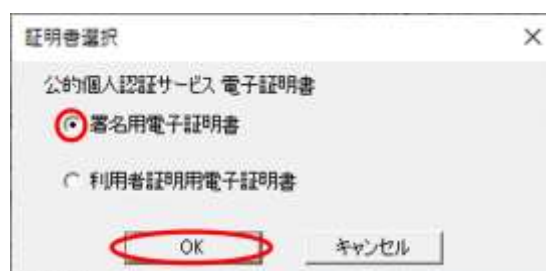 証明書選択
公的個人認証サービス 電子証明書
署名用電子証明書
利用者証明用電子証明書
OK キャンセル